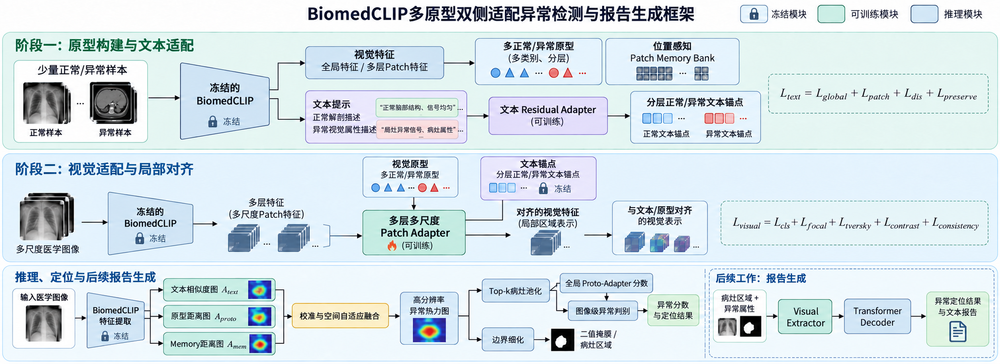 BiomedCLIP多原型双侧适配异常检测与报告生成框架
冻结模块
可训练模块
推理模块
阶段一：原型构建与文本适配
少量正常/异常样本
...
正常样本
异常样本
冻结的
BiomedCLIP
冻结
视觉特征
全局特征 / 多层Patch特征
多正常/异常原型
(多类别、分层)
... ...
位置感知
Patch Memory Bank
...
文本提示
正常解剖描述
“正常脑部结构、信号均匀”...
异常视觉属性描述
“局灶异常信号、病灶属性”...
...
文本 Residual Adapter
(可训练)
分层正常/异常文本锚点
... ...
正常文本锚点
异常文本锚点
L_text = L_global + L_patch + L_dis + L_preserve
阶段二：视觉适配与局部对齐
多尺度医学图像
冻结的
BiomedCLIP
冻结
多层特征
(多尺度Patch特征)
... ...
视觉原型
多正常/异常原型
... ...
多层多尺度
Patch Adapter
(可训练)
文本锚点
分层正常/异常文本锚点
...
冻结
对齐的视觉特征
(局部区域表示)
...
与文本/原型对齐
的视觉表示
...
L_visual = L_cls + L_focal + L_tversky + L_contrast + L_consistency
推理、定位与后续报告生成
输入医学图像
BiomedCLIP
特征提取
冻结
文本相似度图 A_text
原型距离图 A_proto
Memory距离图 A_mem
校准与空间自适应融合
高分辨率
异常热力图
Top-k病灶池化
全局 Proto-Adapter 分数
图像级异常判别
异常分数
与定位结果
边界细化
二值掩膜 /
病灶区域
后续工作：报告生成
病灶区域 +
异常属性
Visual
Extractor
Transformer
Decoder
异常定位结果
与文本报告